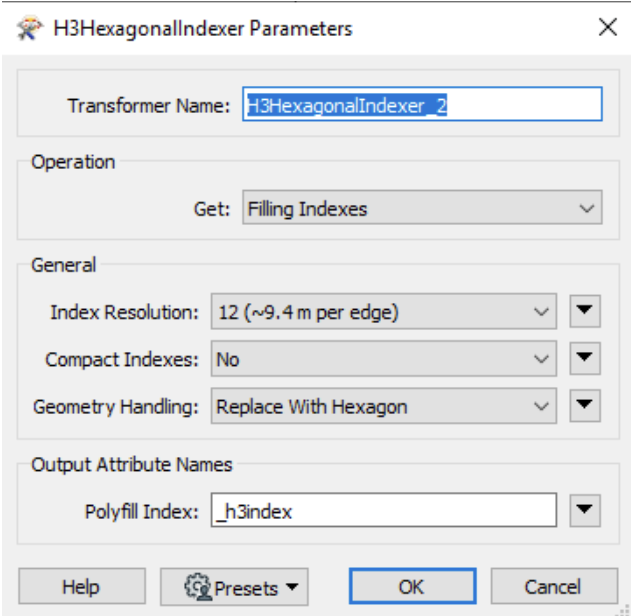 H3HexagonalIndexer Parameters
Transformer Name: H3HexagonalIndexer_2
Operation
Get: Filling Indexes
General
Index Resolution: 12 (~9.4 m per edge)
Compact Indexes: No
Geometry Handling: Replace With Hexagon
Output Attribute Names
Polyfill Index: _h3index
Help Presets OK Cancel